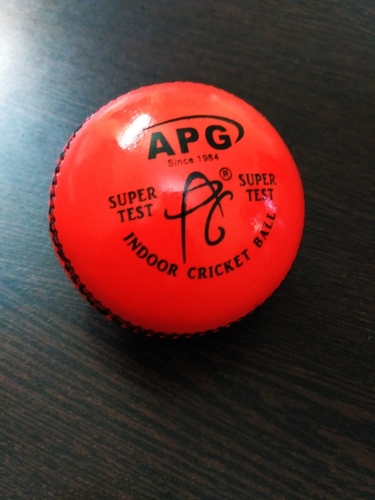 APG
Since 1984
®
SUPER TEST
SUPER TEST
INDOOR CRICKET BALL